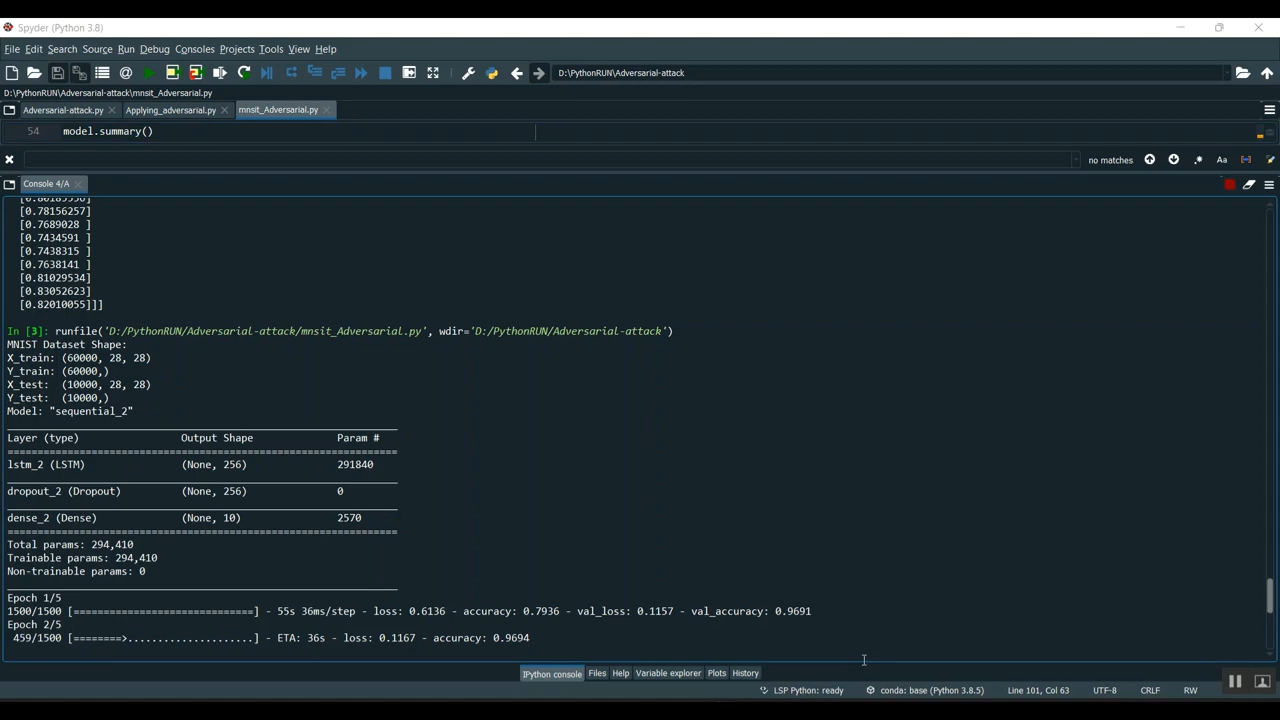 Spyder (Python 3.8)
File Edit Search Source Run Debug Consoles Projects Tools View Help
D:\PythonRUN\Adversarial-attack
D:\PythonRUN\Adversarial-attack\mnsit_Adversarial.py
Adversarial-attack.py Applying_adversarial.py mnsit_Adversarial.py
54 model.summary()
no matches .* Aa
Console 4/A
[0.78156257]
[0.7689028 ]
[0.7434591 ]
[0.7438315 ]
[0.7638141 ]
[0.81029534]
[0.83052623]
[0.82010055]]]
In [3]: runfile('D:/PythonRUN/Adversarial-attack/mnsit_Adversarial.py', wdir='D:/PythonRUN/Adversarial-attack')
MNIST Dataset Shape:
X_train: (60000, 28, 28)
Y_train: (60000,)
X_test:  (10000, 28, 28)
Y_test:  (10000,)
Model: "sequential_2"
_________________________________________________________________
Layer (type)                 Output Shape              Param #
=================================================================
lstm_2 (LSTM)                (None, 256)               291840
_________________________________________________________________
dropout_2 (Dropout)          (None, 256)               0
_________________________________________________________________
dense_2 (Dense)              (None, 10)                2570
=================================================================
Total params: 294,410
Trainable params: 294,410
Non-trainable params: 0
_________________________________________________________________
Epoch 1/5
1500/1500 [==============================] - 55s 36ms/step - loss: 0.6136 - accuracy: 0.7936 - val_loss: 0.1157 - val_accuracy: 0.9691
Epoch 2/5
459/1500 [========>.....................] - ETA: 36s - loss: 0.1167 - accuracy: 0.9694
IPython console Files Help Variable explorer Plots History
LSP Python: ready conda: base (Python 3.8.5) Line 101, Col 63 UTF-8 CRLF RW